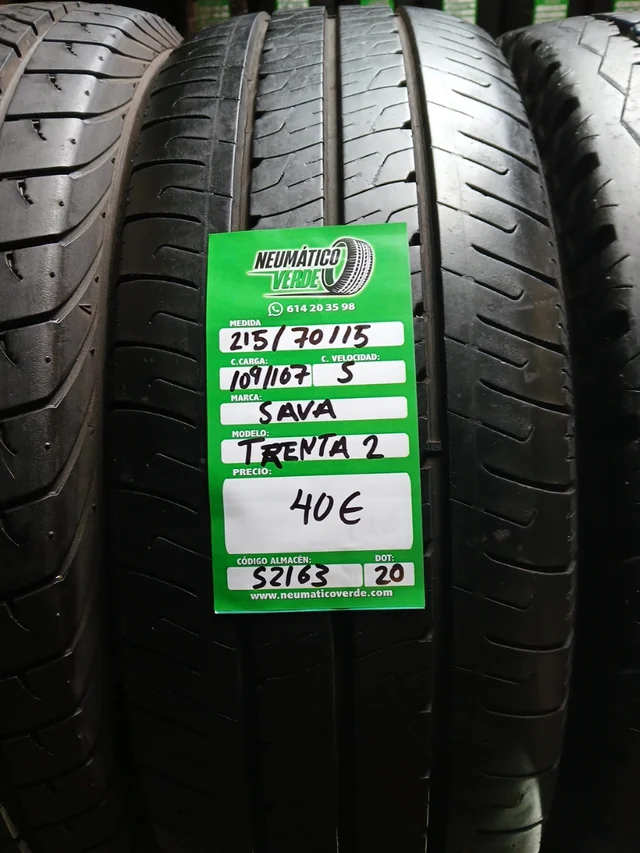 NEUMÁTICO
VERDE
614 20 35 98
MEDIDA
215/70/15
C.CARGA: C. VELOCIDAD:
109/107 S
MARCA:
SAVA
MODELO:
TRENTA 2
PRECIO:
40€
CÓDIGO ALMACÉN: DOT:
S2163 20
www.neumaticoverde.com